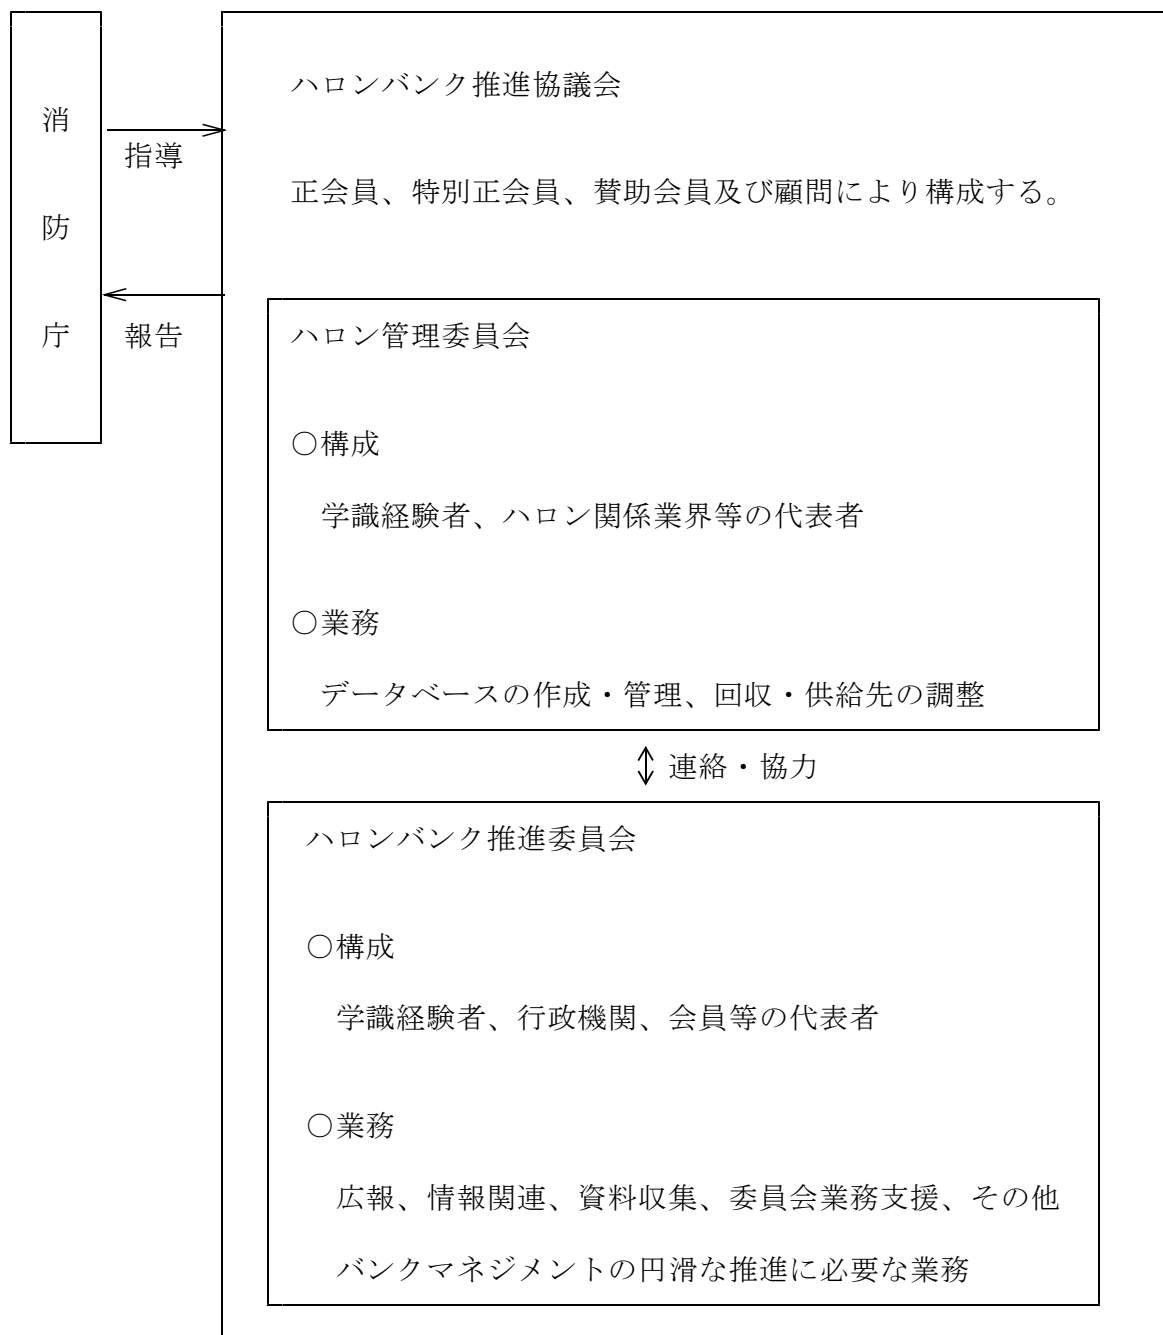 消防庁
指導
報告
ハロンバンク推進協議会
正会員、特別正会員、賛助会員及び顧問により構成する。
ハロン管理委員会
○構成
学識経験者、ハロン関係業界等の代表者
○業務
データベースの作成・管理、回収・供給先の調整
連絡・協力
ハロンバンク推進委員会
○構成
学識経験者、行政機関、会員等の代表者
○業務
広報、情報関連、資料収集、委員会業務支援、その他
バンクマネジメントの円滑な推進に必要な業務